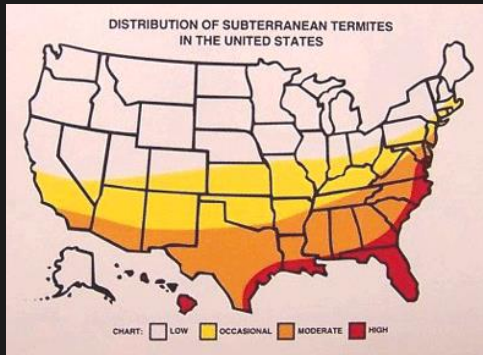 DISTRIBUTION OF SUBTERRANEAN TERMITES
IN THE UNITED STATES
CHART: LOW OCCASIONAL MODERATE HIGH